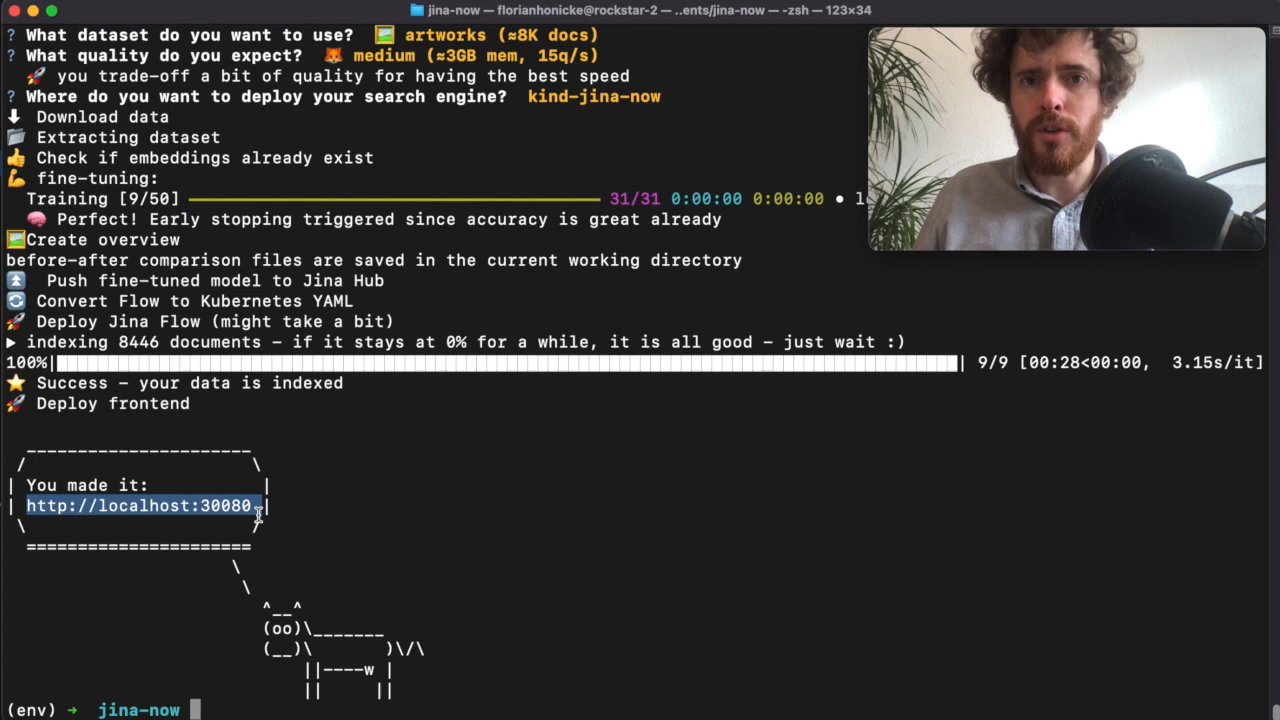 jina-now — florianhonicke@rockstar-2 — ..ents/jina-now — -zsh — 123×34
? What dataset do you want to use? 🖼️ artworks (≈8K docs)
? What quality do you expect? 🦊 medium (≈3GB mem, 15q/s)
🚀 you trade-off a bit of quality for having the best speed
? Where do you want to deploy your search engine? kind-jina-now
⬇ Download data
📂 Extracting dataset
👍 Check if embeddings already exist
💪 fine-tuning:
Training [9/50] ━━━━━━━━━━━━━━━━━━━━━━━━━━━━━━━━━━━━━━━━ 31/31 0:00:00 0:00:00 •
🧠 Perfect! Early stopping triggered since accuracy is great already
🖼️Create overview
before-after comparison files are saved in the current working directory
⏫ Push fine-tuned model to Jina Hub
🔄 Convert Flow to Kubernetes YAML
🚀 Deploy Jina Flow (might take a bit)
▶ indexing 8446 documents – if it stays at 0% for a while, it is all good – just wait :)
100%|████████████████████████████████████████| 9/9 [00:28<00:00, 3.15s/it]
⭐ Success – your data is indexed
🚀 Deploy frontend
  ______________________
 /                      \
| You made it:           |
| http://localhost:30080 |
 \                      /
  ======================
                      \
                       \
                         ^__^
                         (oo)\_______
                         (__)\       )\/\
                             ||----w |
                             ||     ||
(env) ➜ jina-now